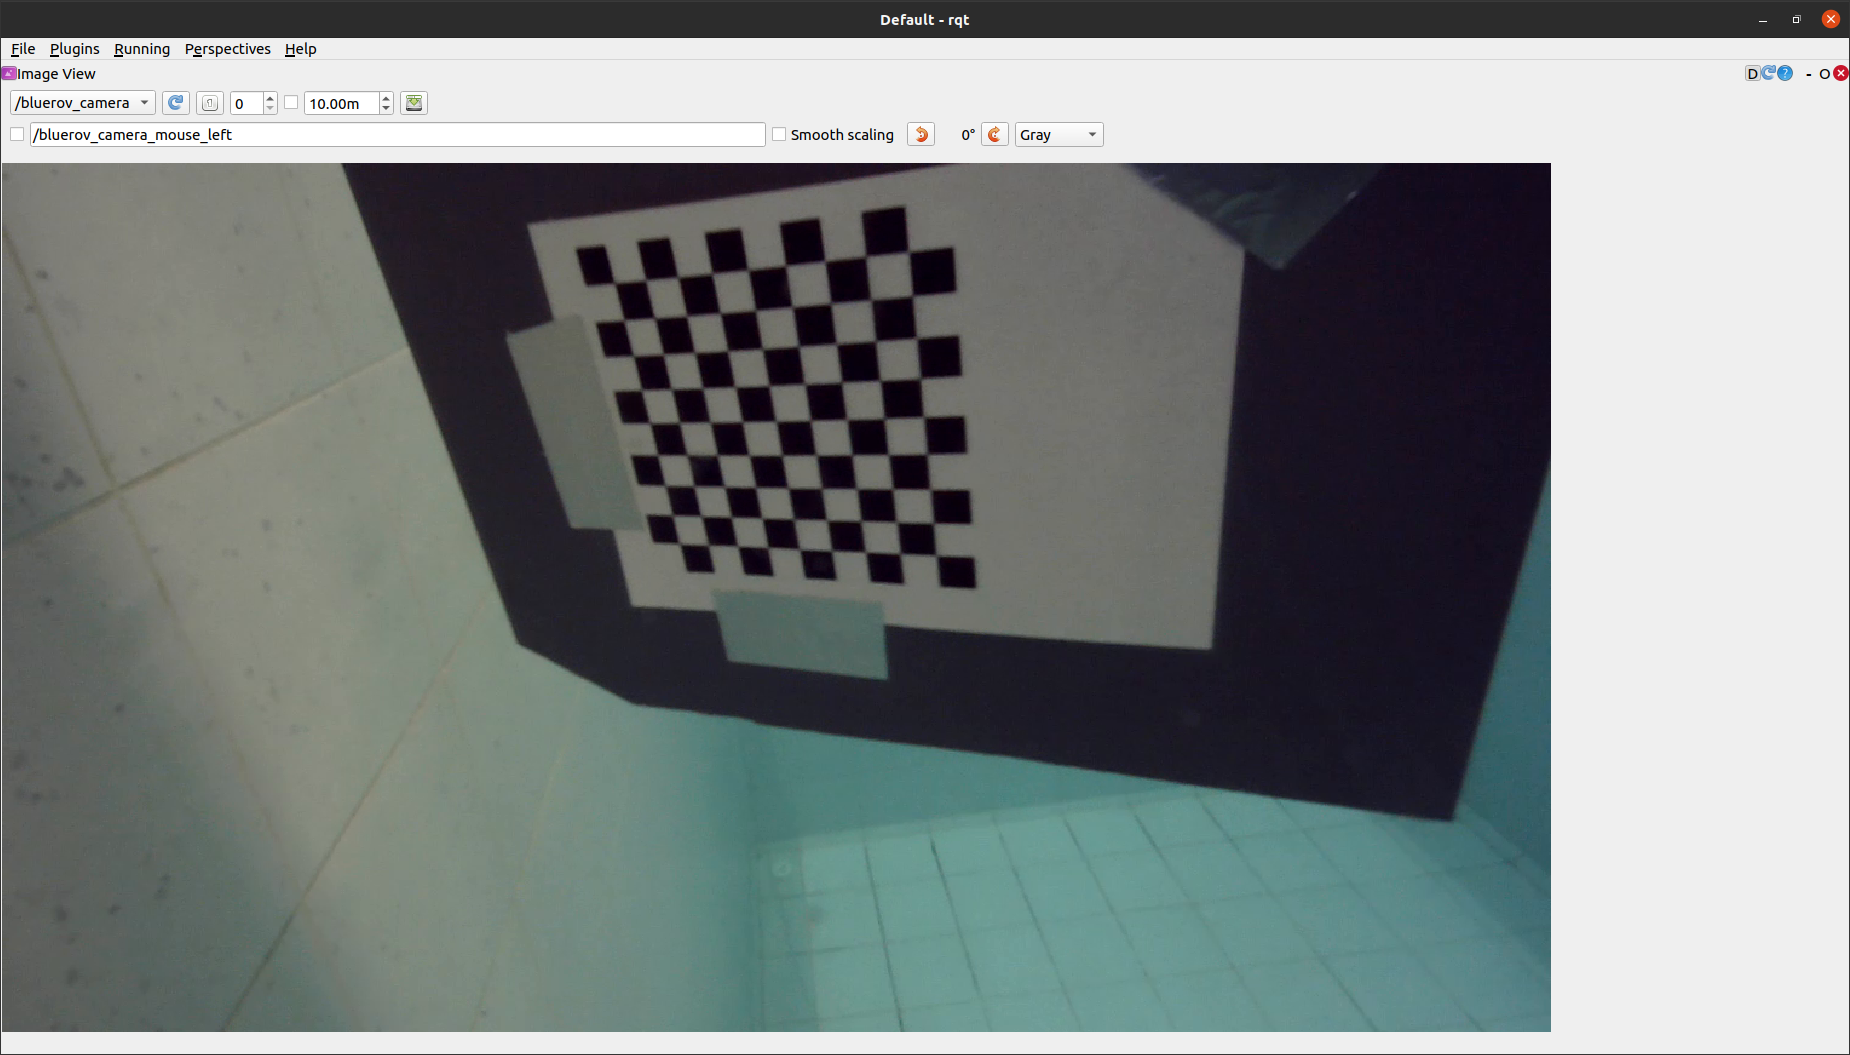 Default - rqt
File Plugins Running Perspectives Help
Image View
D ? - O
/bluerov_camera 0 10.00m
/bluerov_camera_mouse_left Smooth scaling 0° Gray